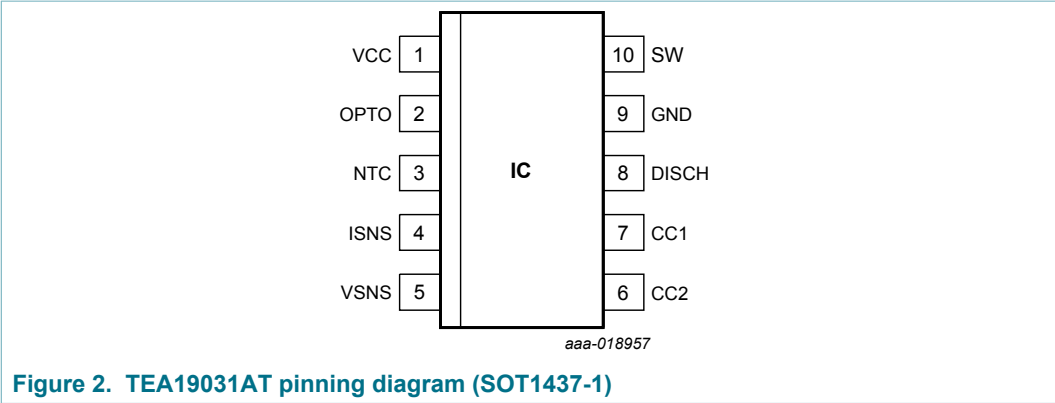 VCC 1 10 SW
OPTO 2 9 GND
NTC 3 IC 8 DISCH
ISNS 4 7 CC1
VSNS 5 6 CC2
aaa-018957
Figure 2. TEA19031AT pinning diagram (SOT1437-1)